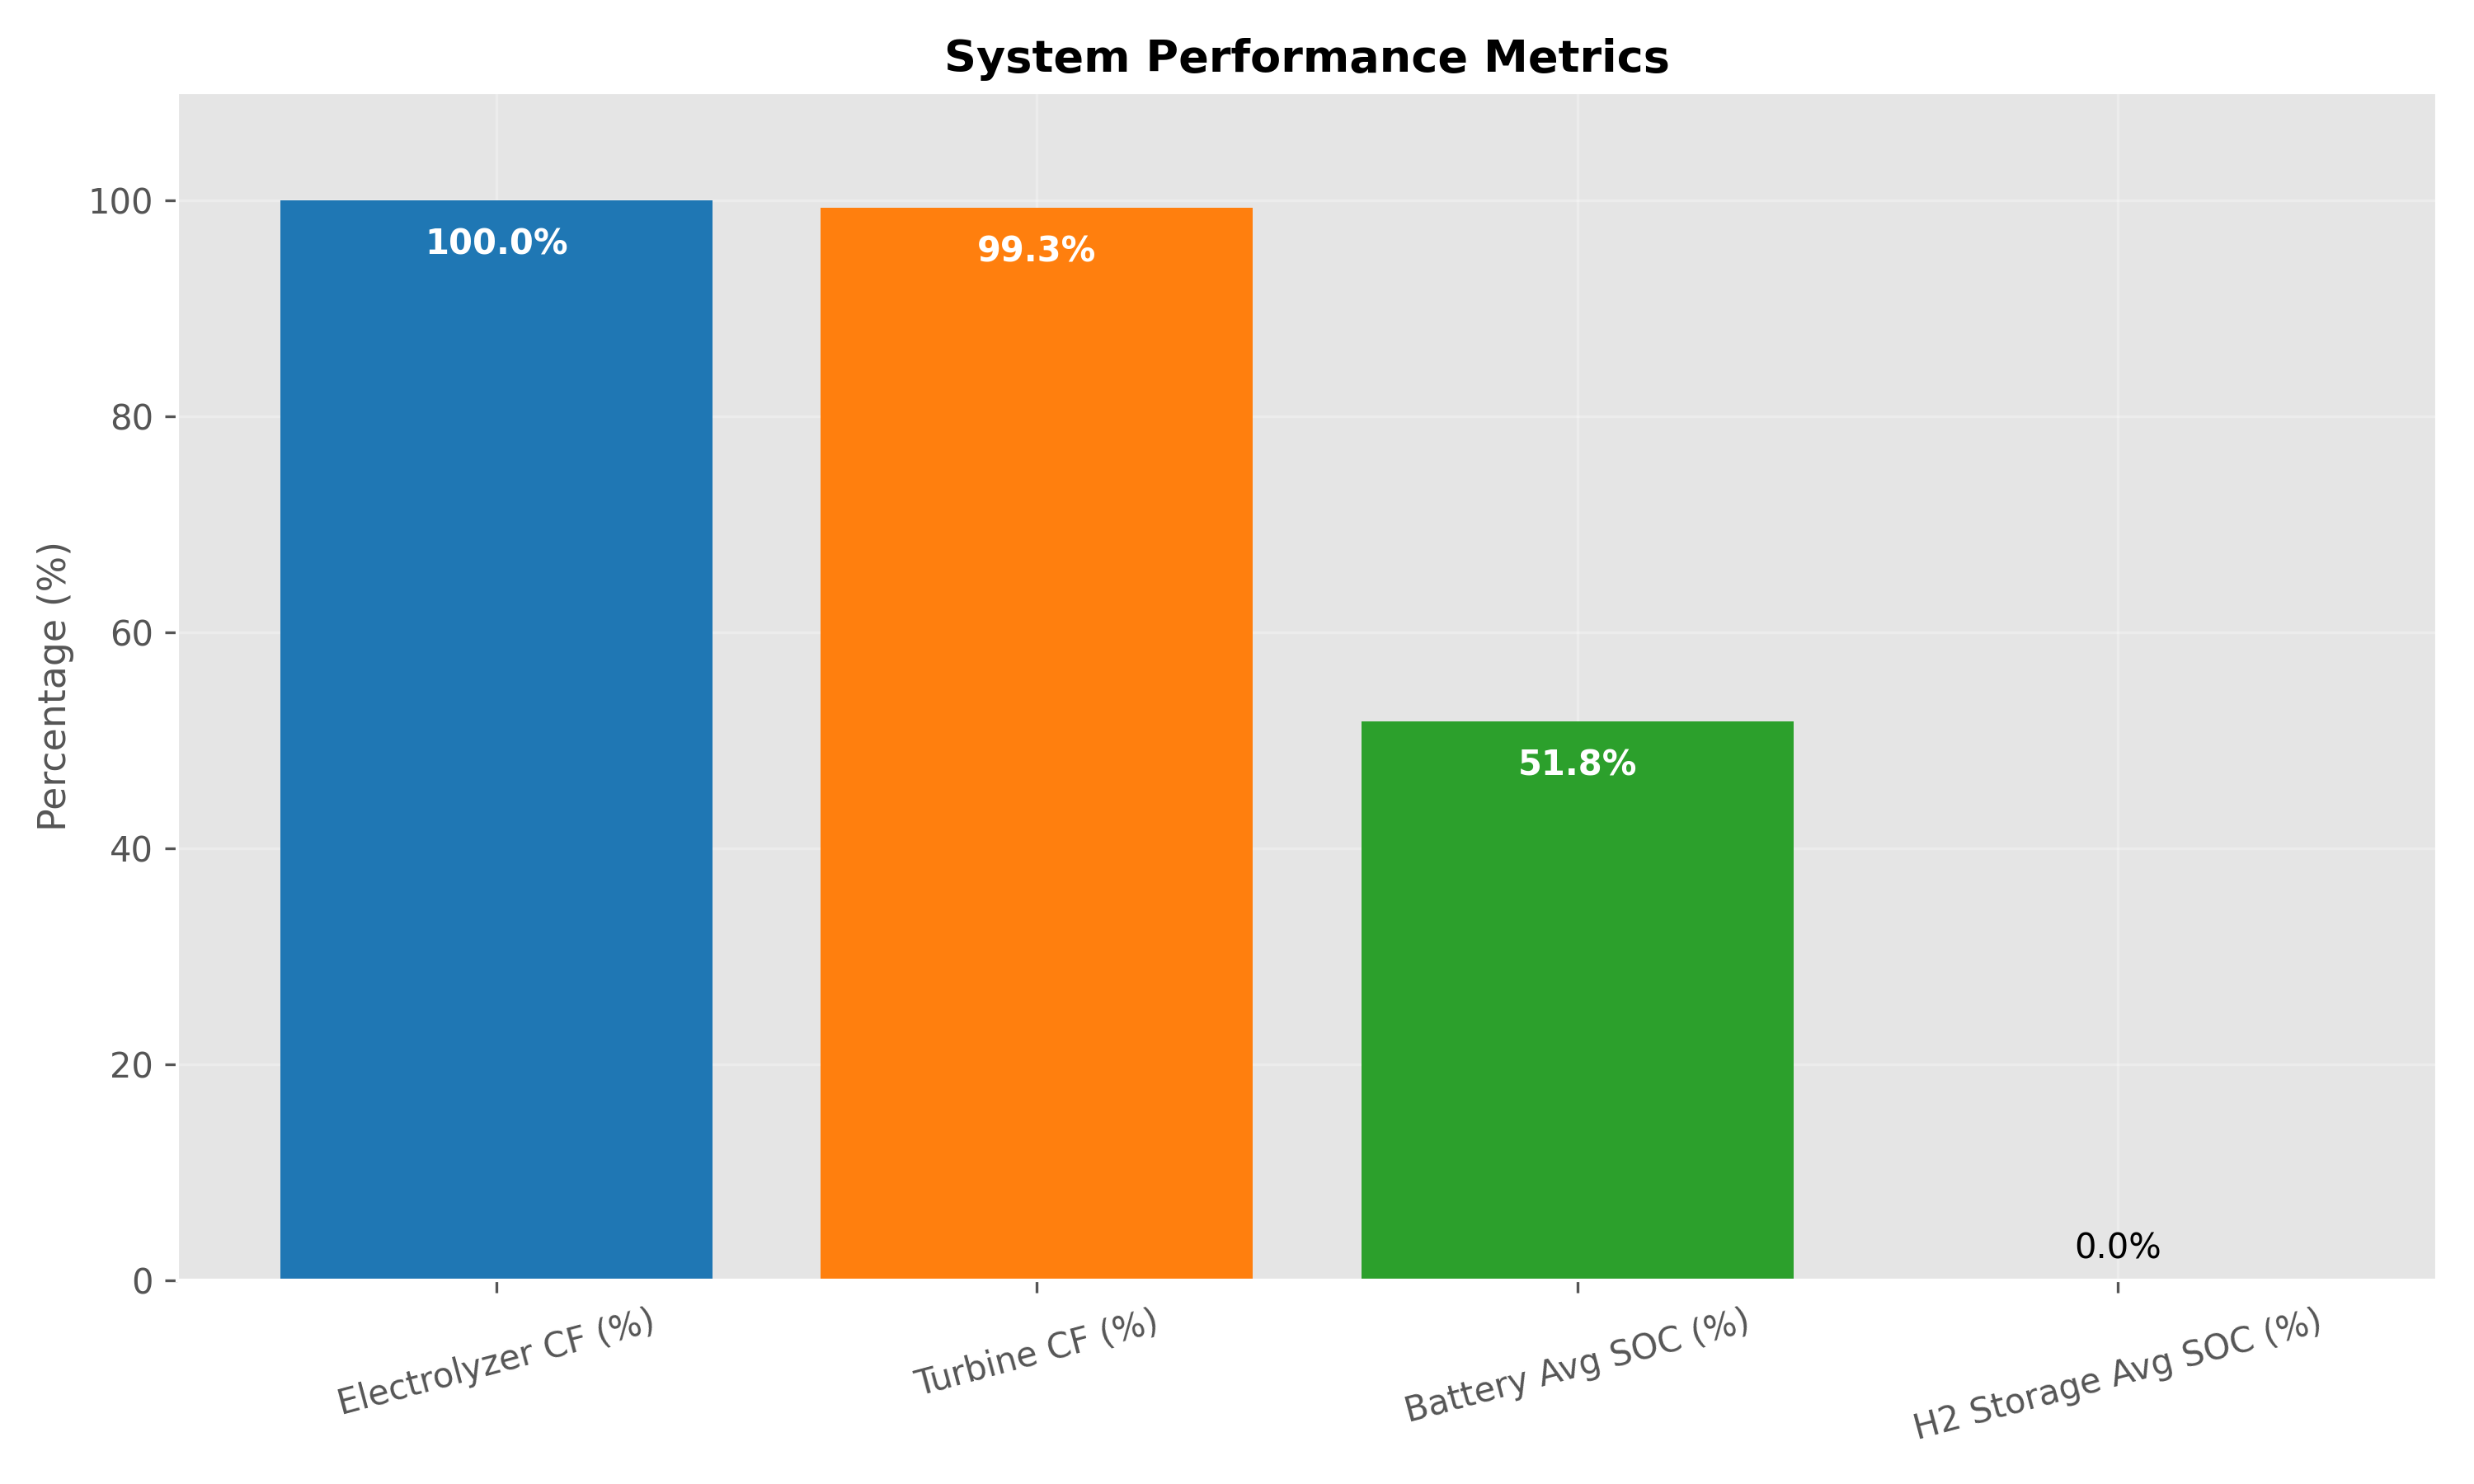 System Performance Metrics
Percentage (%)
100
80
60
40
20
0
100.0%
99.3%
51.8%
0.0%
Electrolyzer CF (%)
Turbine CF (%)
Battery Avg SOC (%)
H2 Storage Avg SOC (%)